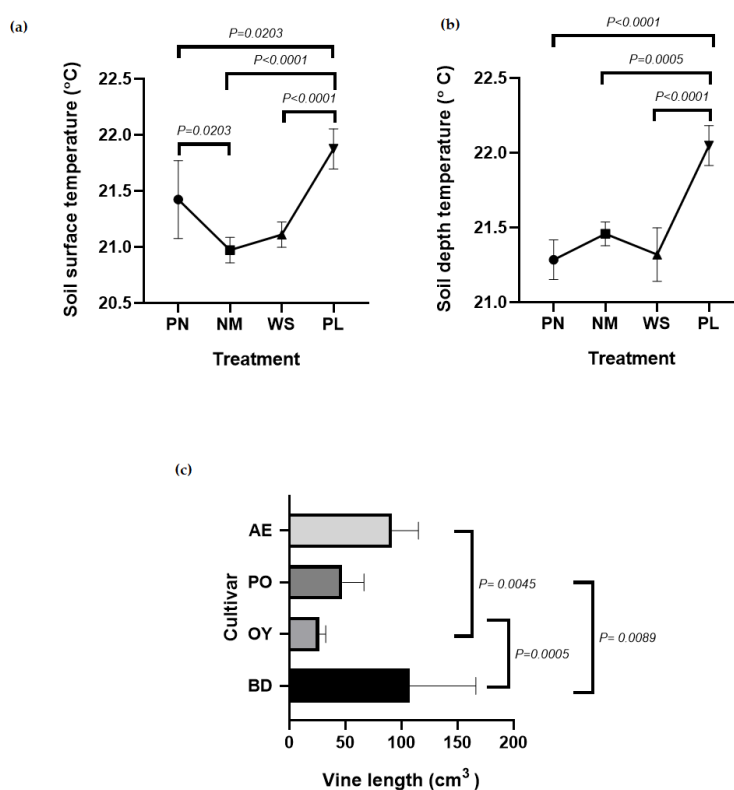 (a)
P=0.0203
P<0.0001
P<0.0001
P=0.0203
22.5
22.0
21.5
21.0
20.5
Soil surface temperature (°C)
PN NM WS PL
Treatment
(b)
P<0.0001
P=0.0005
P<0.0001
22.5
22.0
21.5
21.0
Soil depth temperature (° C)
PN NM WS PL
Treatment
(c)
Cultivar
AE
PO
OY
BD
P= 0.0045
P=0.0005
P= 0.0089
0 50 100 150 200
Vine length (cm³ )